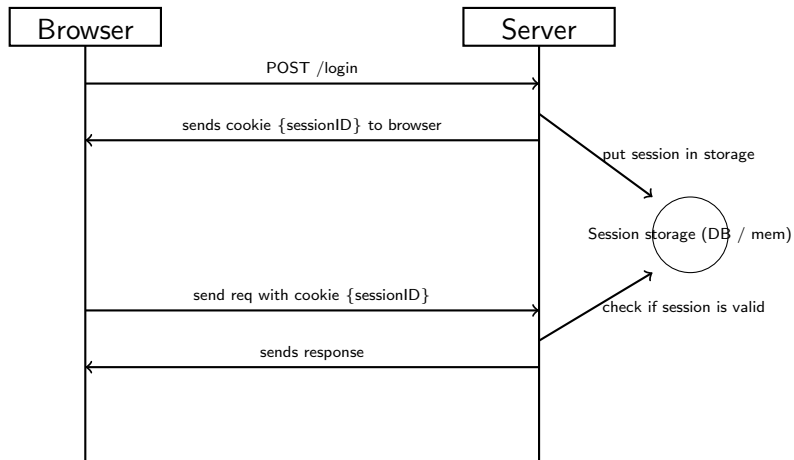 Browser
Server
POST /login
sends cookie {sessionID} to browser
put session in storage
Session storage (DB / mem)
send req with cookie {sessionID}
check if session is valid
sends response